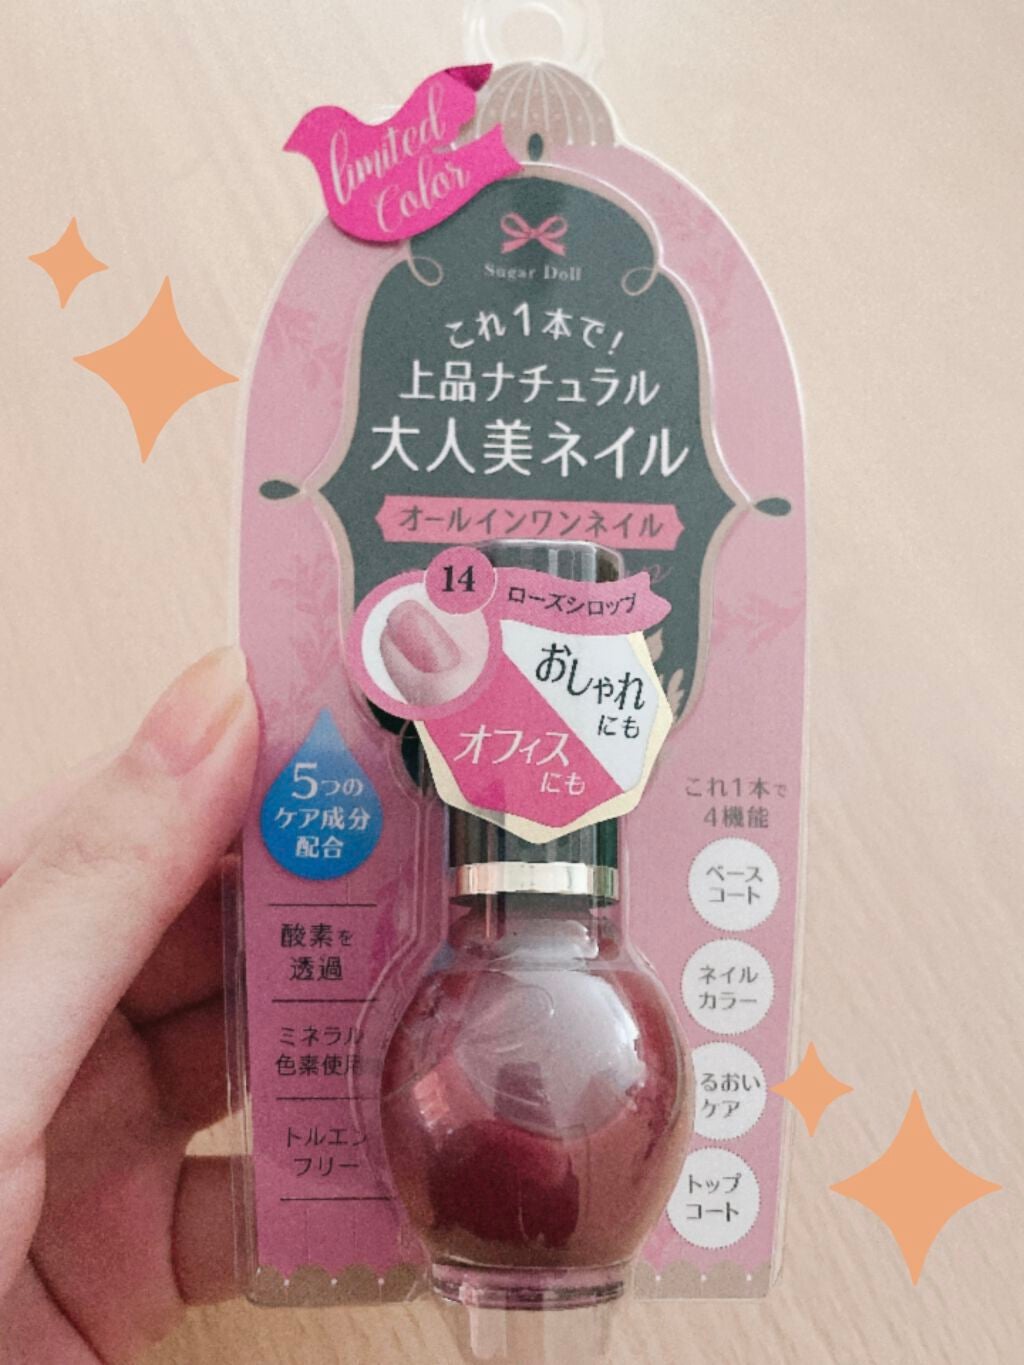 limited
Color
Sugar Doll
これ1本で!
上品ナチュラル
大人美ネイル
オールインワンネイル
14
ローズシロップ
おしゃれ
にも
オフィス
にも
5つの
ケア成分
配合
酸素を
透過
ミネラル
色素使用
トルエン
フリー
これ1本で
4機能
ベース
コート
ネイル
カラー
るおい
ケア
トップ
コート